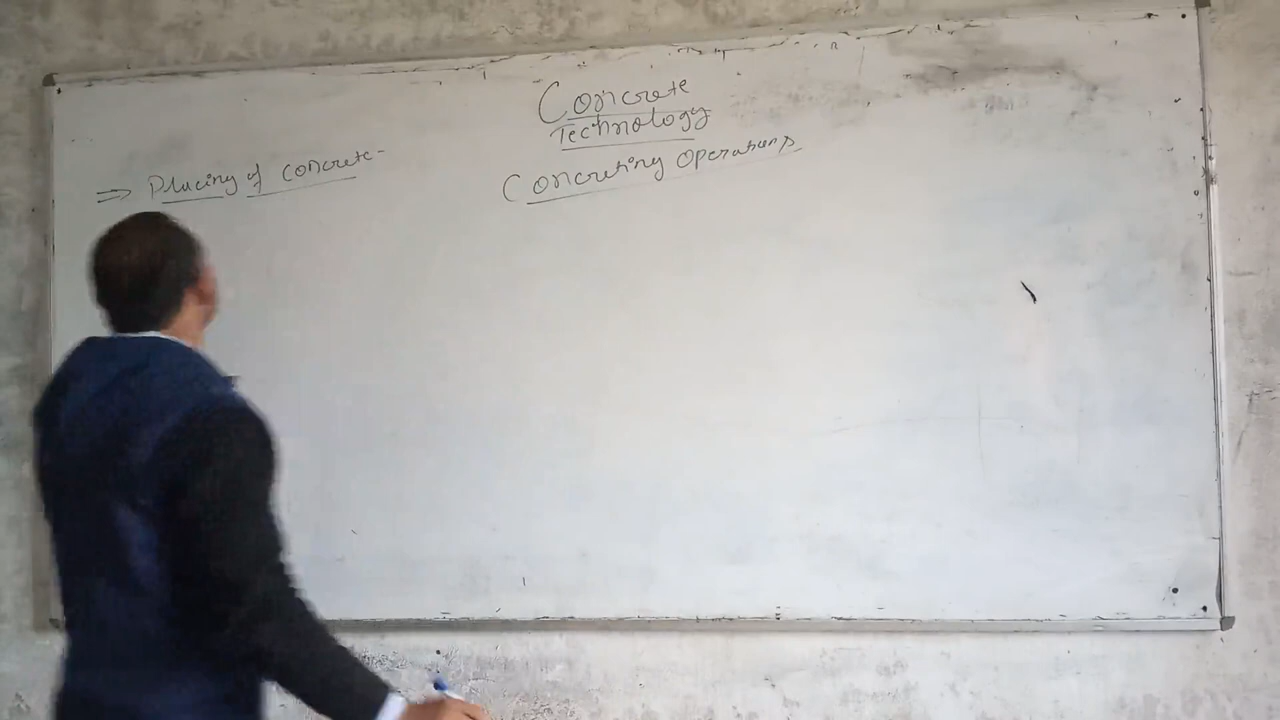 Concrete
Technology
Concreting Operations
⇒ Placing of concrete-